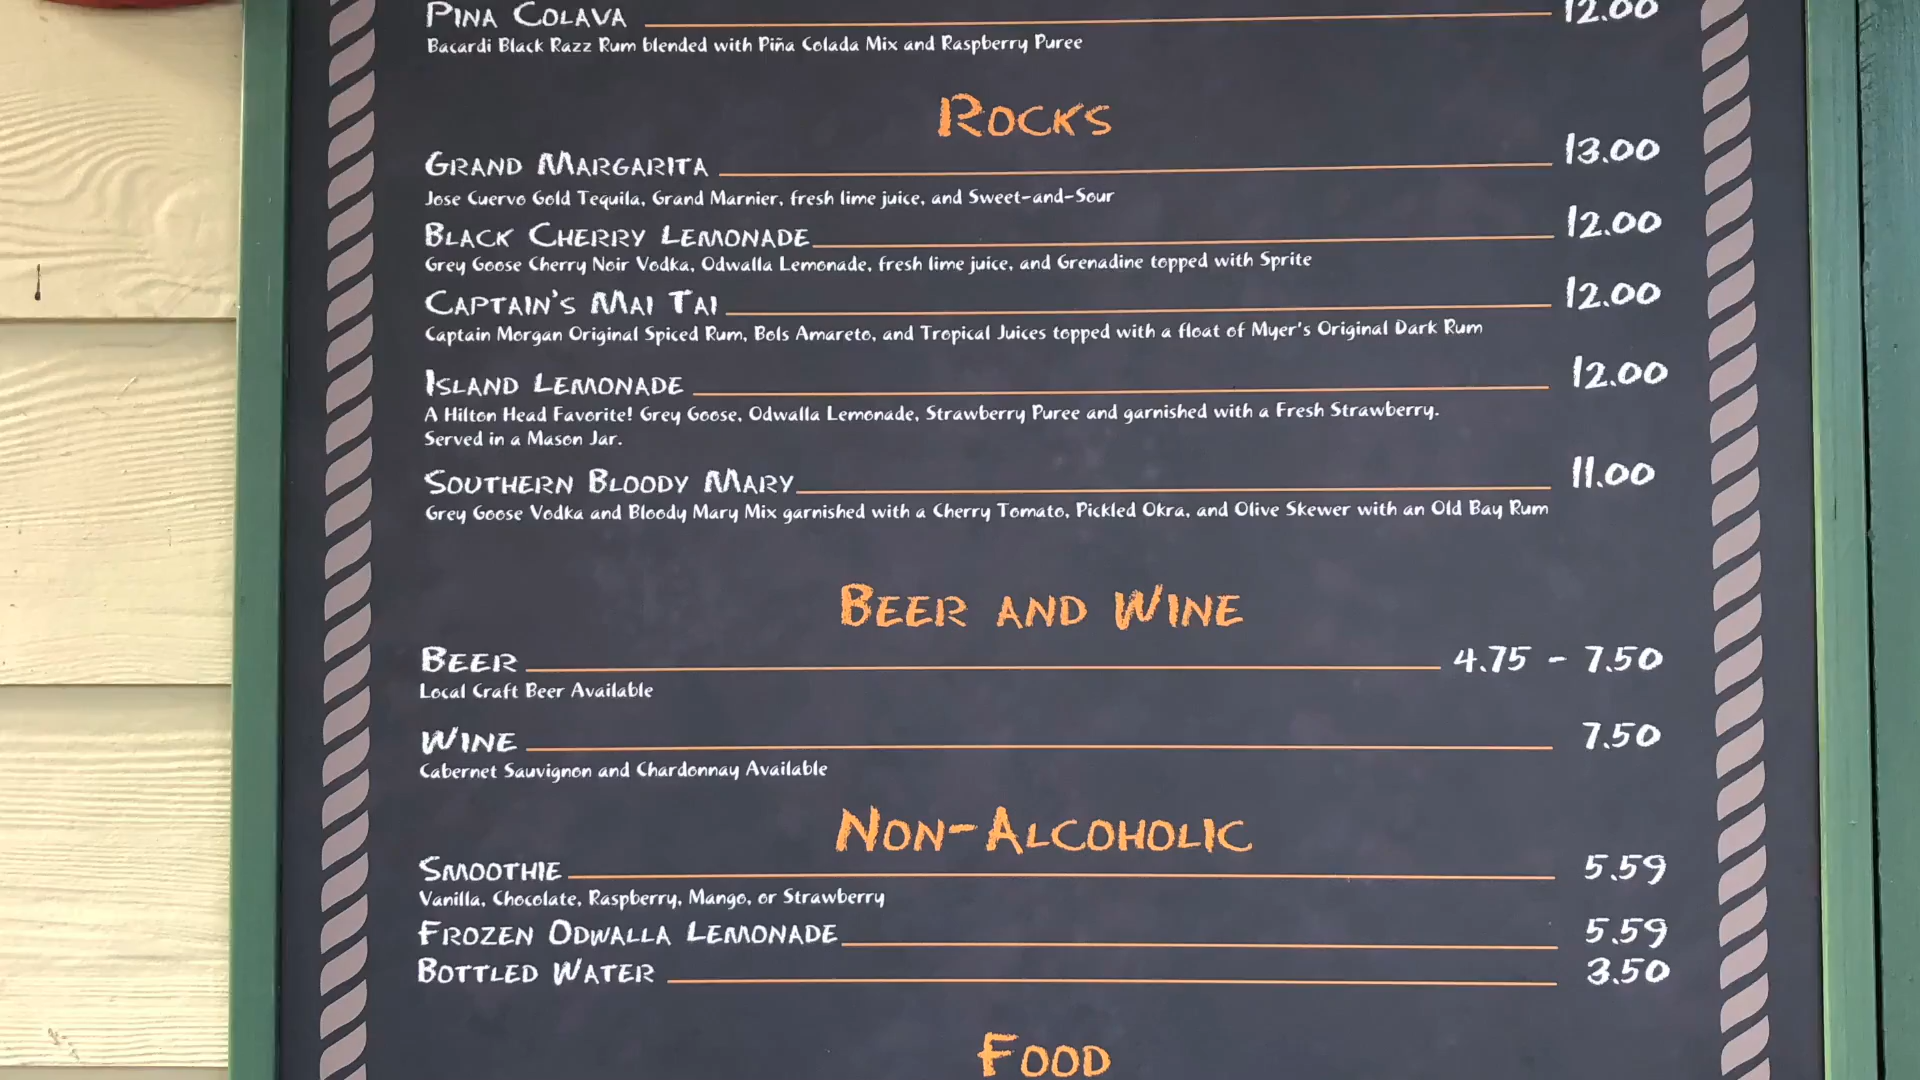 PINA COLAVA 12.00
Bacardi Black Razz Rum blended with Piña Colada Mix and Raspberry Puree
ROCKS
GRAND MARGARITA 13.00
Jose Cuervo Gold Tequila, Grand Marnier, fresh lime juice, and Sweet-and-Sour
BLACK CHERRY LEMONADE 12.00
Grey Goose Cherry Noir Vodka, Odwalla Lemonade, fresh lime juice, and Grenadine topped with Sprite
CAPTAIN'S MAI TAI 12.00
Captain Morgan Original Spiced Rum, Bols Amareto, and Tropical Juices topped with a float of Myer's Original Dark Rum
ISLAND LEMONADE 12.00
A Hilton Head Favorite! Grey Goose, Odwalla Lemonade, Strawberry Puree and garnished with a Fresh Strawberry.
Served in a Mason Jar.
SOUTHERN BLOODY MARY 11.00
Grey Goose Vodka and Bloody Mary Mix garnished with a Cherry Tomato, Pickled Okra, and Olive Skewer with an Old Bay Rum
BEER AND WINE
BEER 4.75 - 7.50
Local Craft Beer Available
WINE 7.50
Cabernet Sauvignon and Chardonnay Available
NON-ALCOHOLIC
SMOOTHIE 5.59
Vanilla, Chocolate, Raspberry, Mango, or Strawberry
FROZEN ODWALLA LEMONADE 5.59
BOTTLED WATER 3.50
FOOD